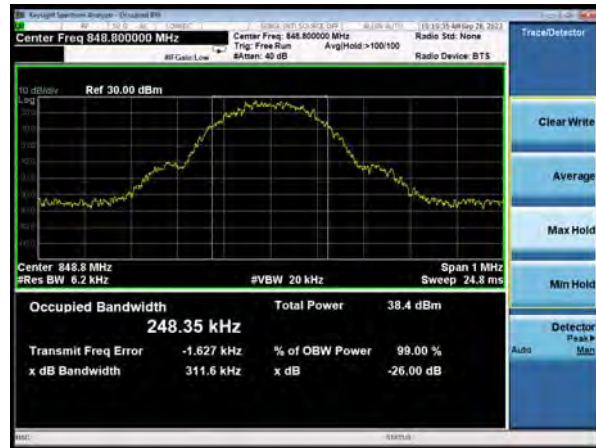 Keysight Spectrum Analyzer - Occupied BW
Center Freq 848.800000 MHz
Center Freq: 848.800000 MHz
Radio Std: None
Trig: Free Run
Avg|Hold:>100/100
#IFGain:Low
#Atten: 40 dB
Radio Device: BTS
Trace/Detector
10 dB/div
Ref 30.00 dBm
Log
Clear Write
Average
Max Hold
Min Hold
Detector
Peak
Auto
Man
Center 848.8 MHz
Span 1 MHz
#Res BW 6.2 kHz
#VBW 20 kHz
Sweep 24.8 ms
Occupied Bandwidth
Total Power
38.4 dBm
248.35 kHz
Transmit Freq Error
-1.627 kHz
% of OBW Power
99.00 %
x dB Bandwidth
311.6 kHz
x dB
-26.00 dB
MSG
STATUS